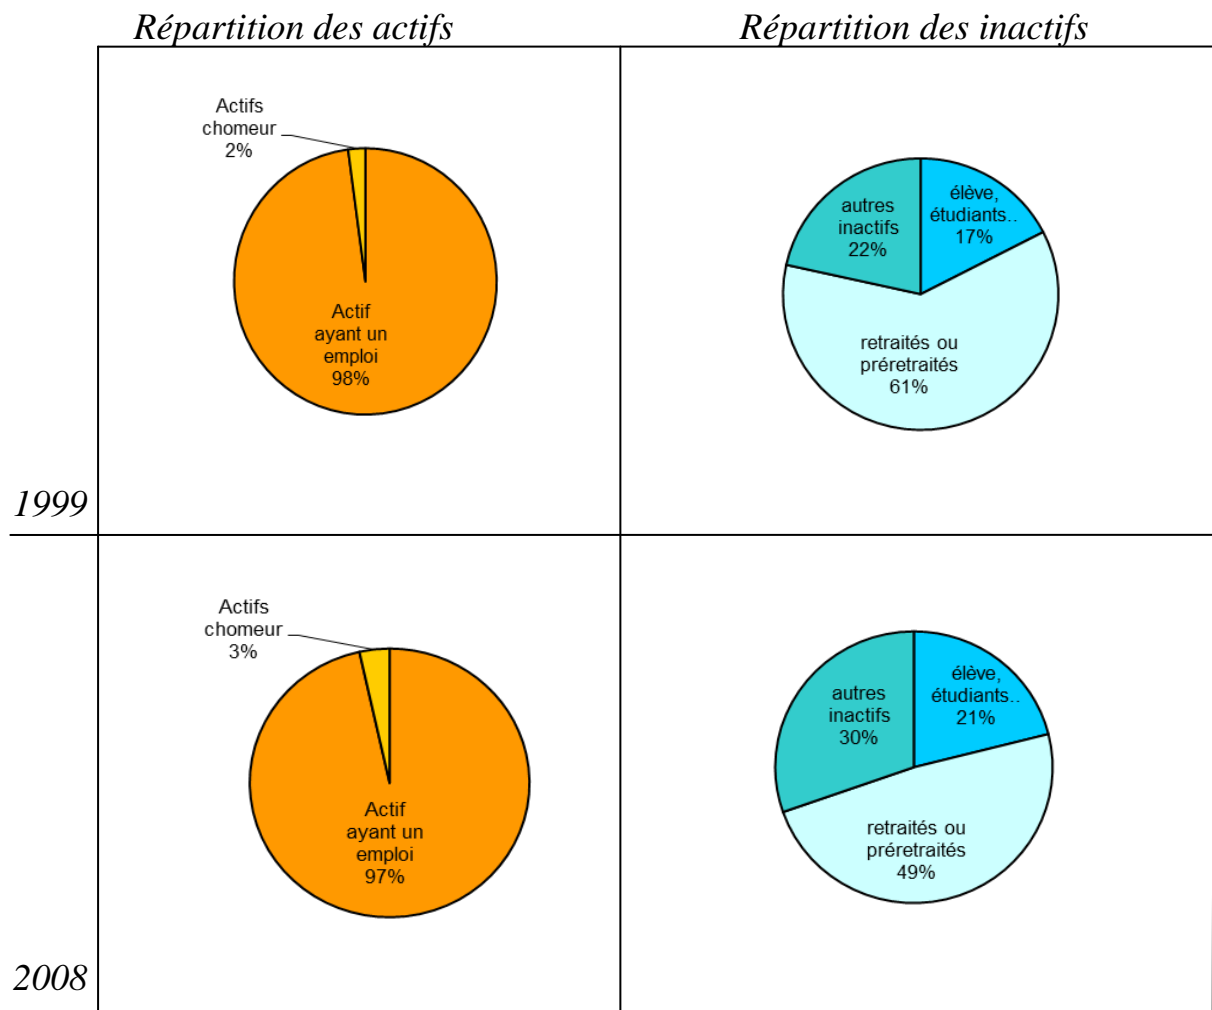 Répartition des actifs
Répartition des inactifs
Actifs
chomeur
2%
Actif
ayant un
emploi
98%
autres
inactifs
22%
élève,
étudiants..
17%
retraités ou
préretraités
61%
1999
Actifs
chomeur
3%
Actif
ayant un
emploi
97%
autres
inactifs
30%
élève,
étudiants..
21%
retraités ou
préretraités
49%
2008